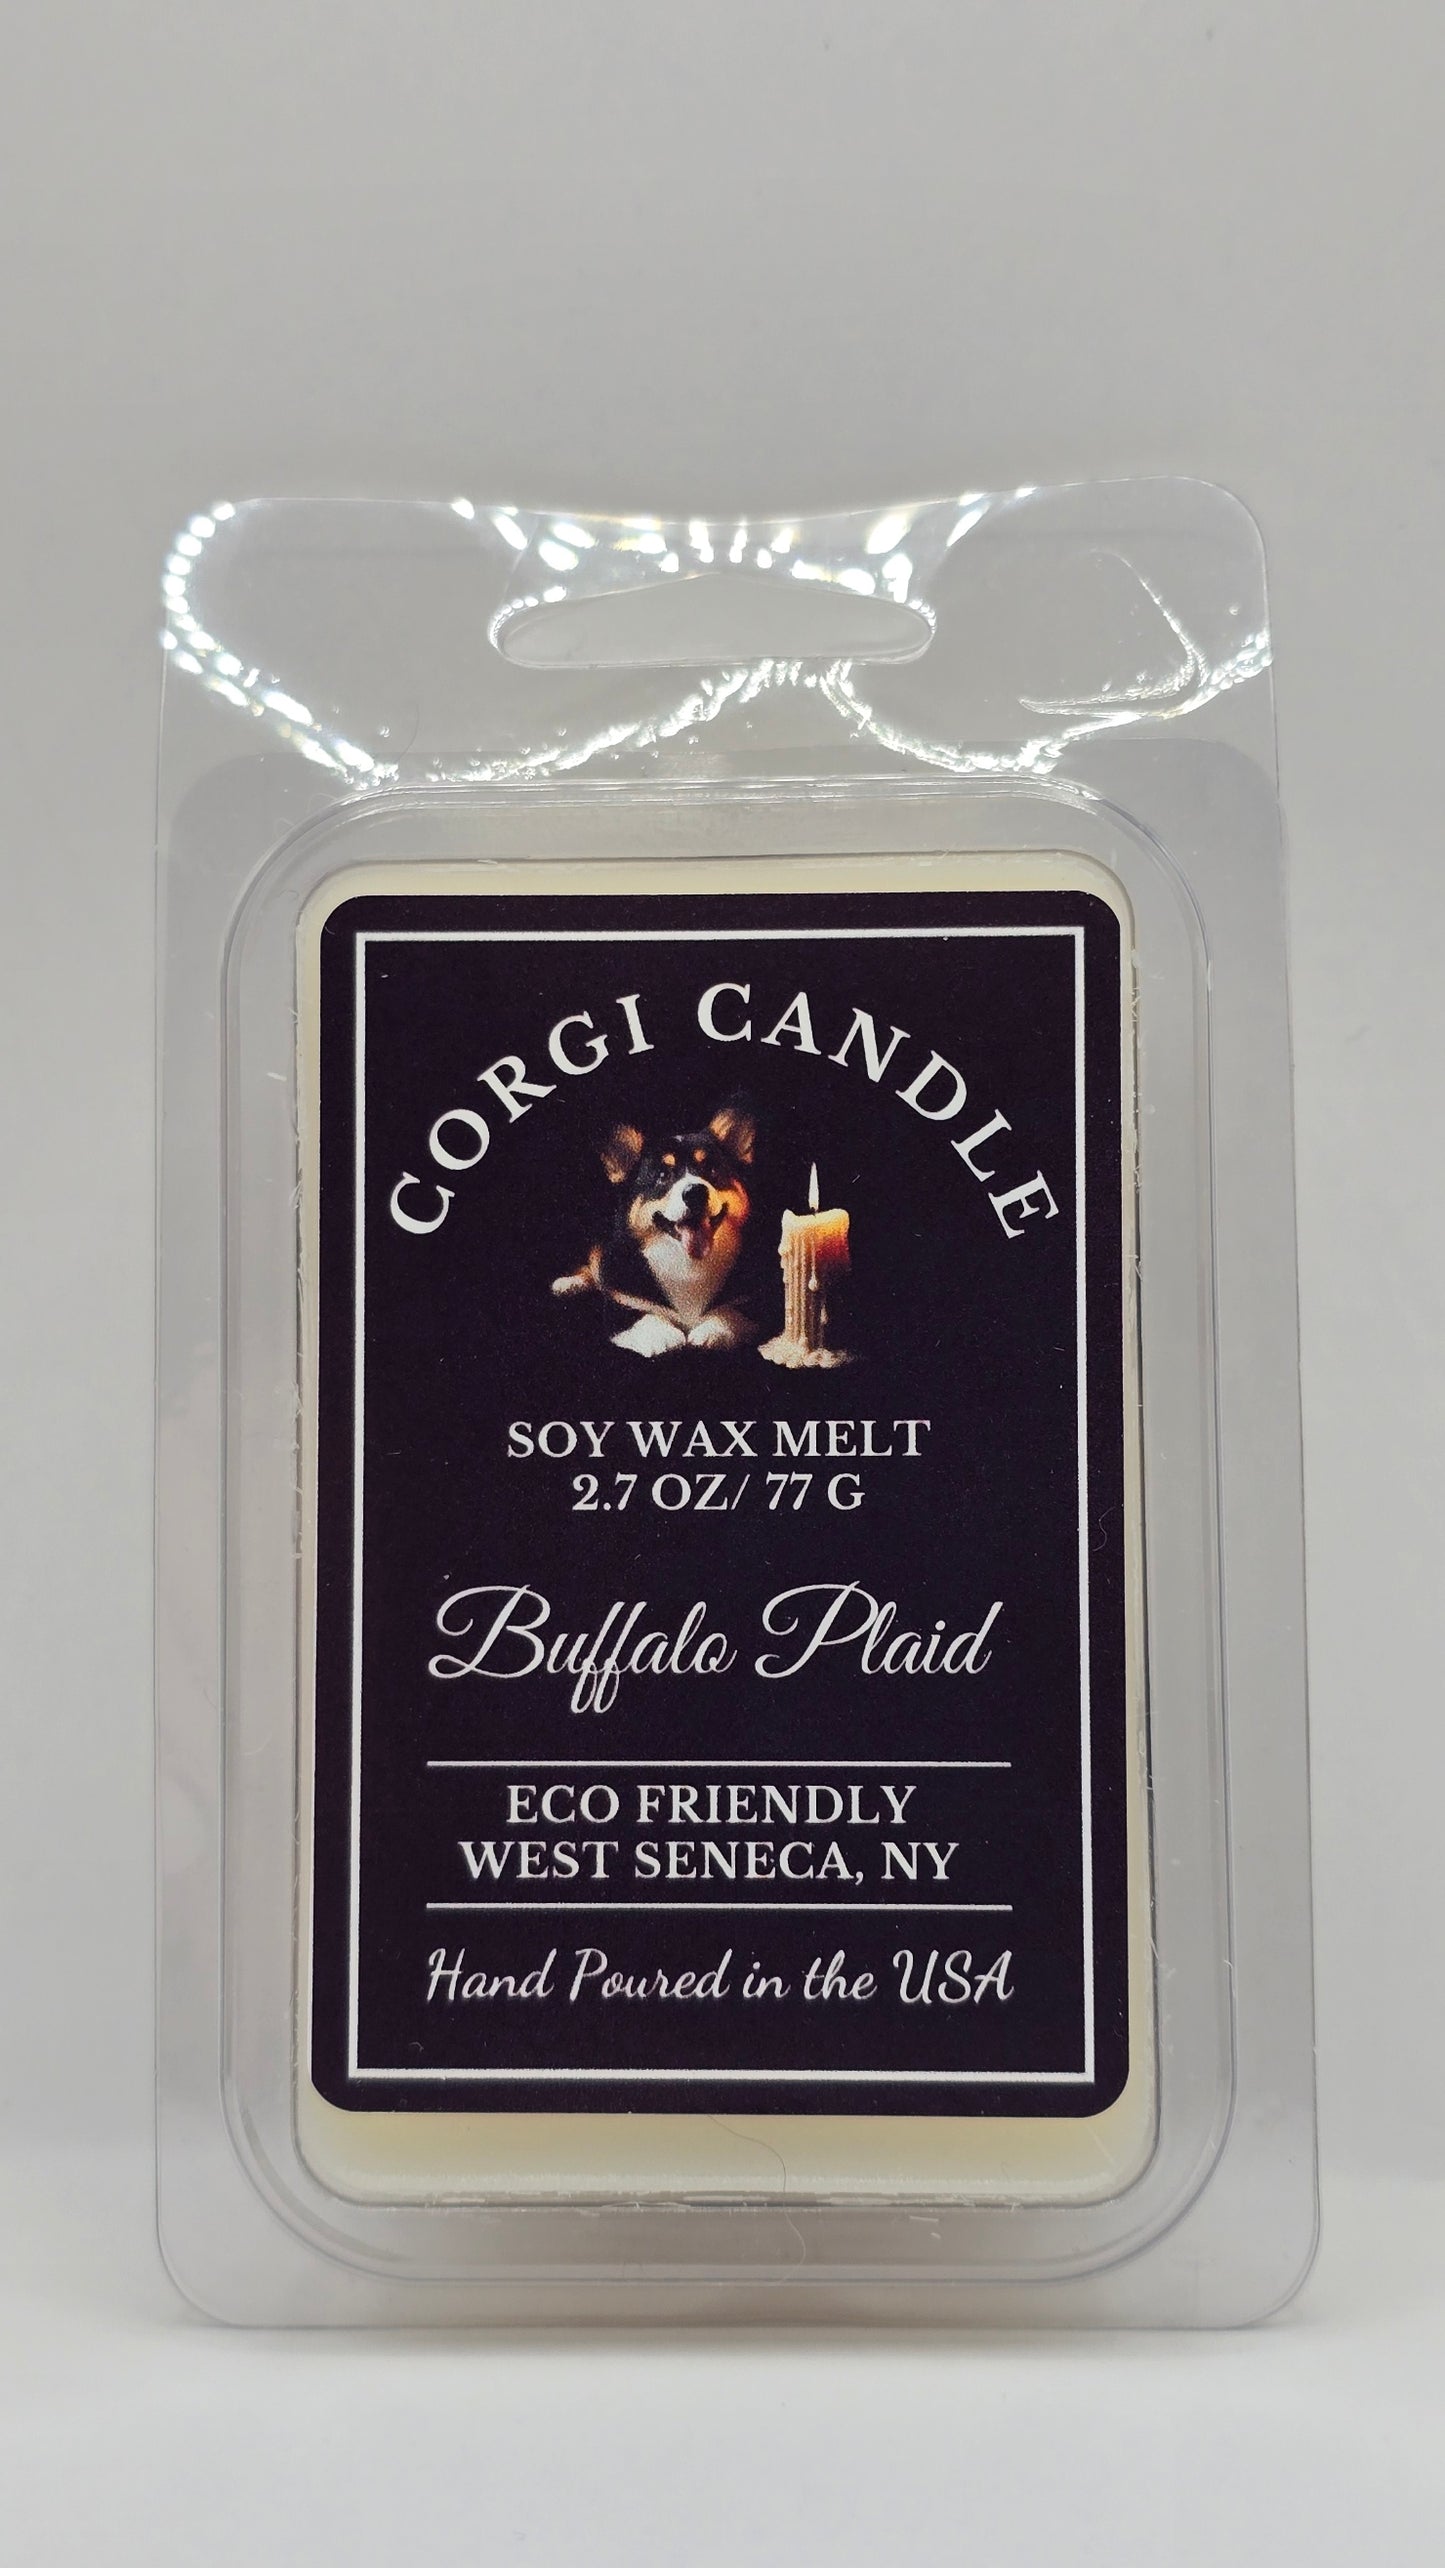 CORGI CANDLE
SOY WAX MELT
2.7 OZ/ 77 G
Buffalo Plaid
ECO FRIENDLY
WEST SENECA, NY
Hand Poured in the USA